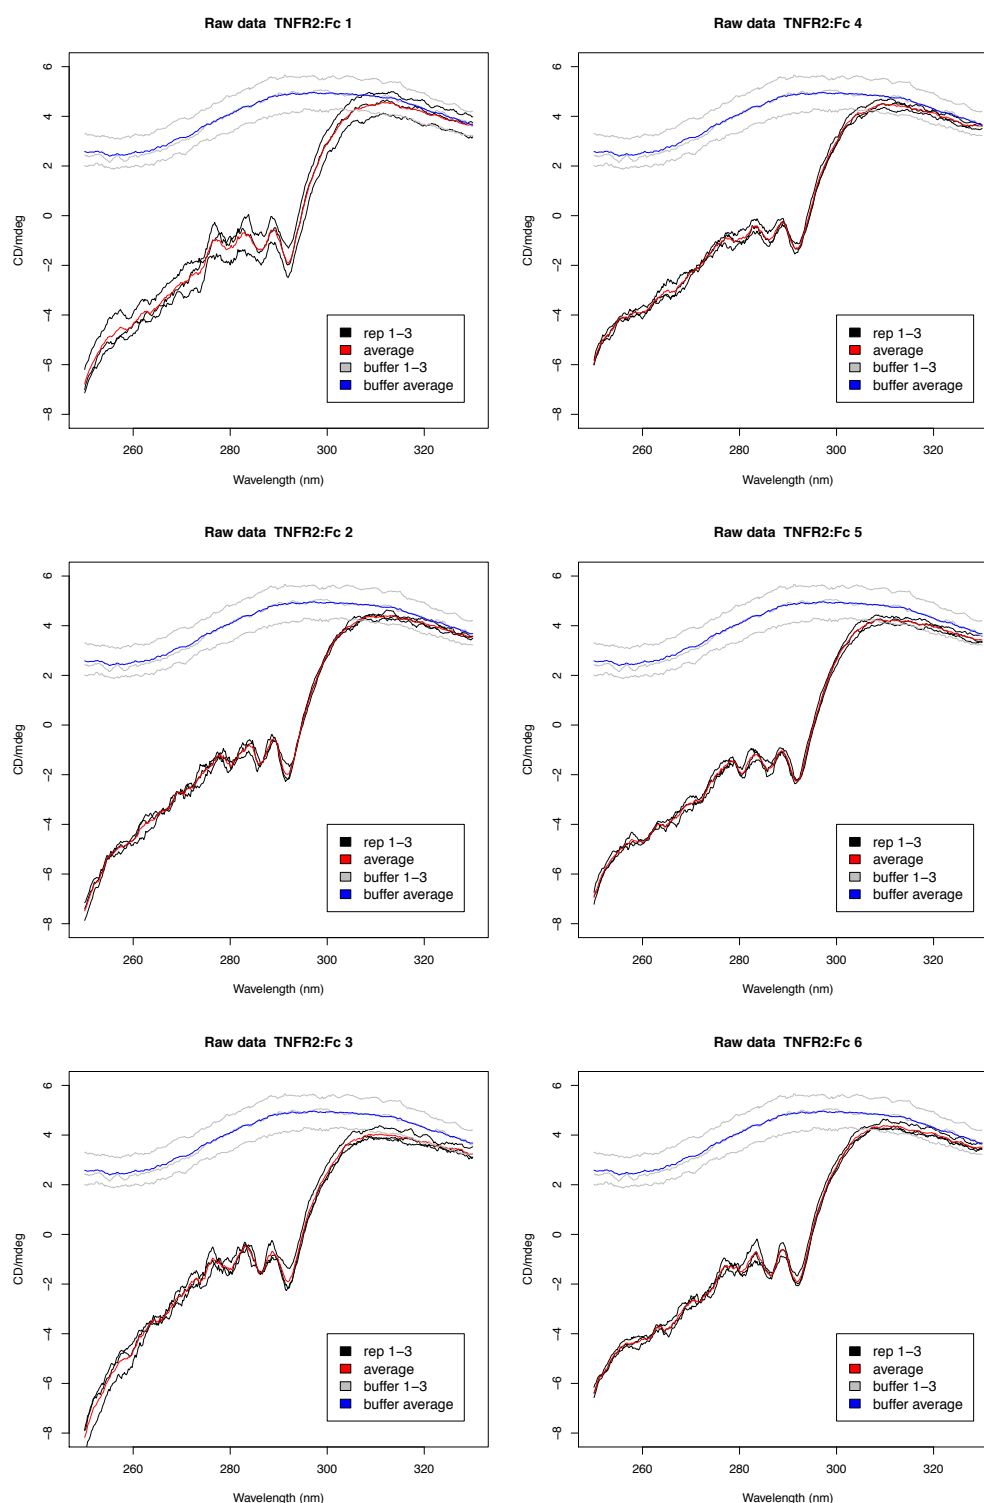 Raw data  TNFR2:Fc 1
6
4
2
0
−2
−4
−6
−8
CD/mdeg
rep 1−3
average
buffer 1−3
buffer average
260
280
300
320
Wavelength (nm)
Raw data  TNFR2:Fc 4
6
4
2
0
−2
−4
−6
−8
CD/mdeg
rep 1−3
average
buffer 1−3
buffer average
260
280
300
320
Wavelength (nm)
Raw data  TNFR2:Fc 2
6
4
2
0
−2
−4
−6
−8
CD/mdeg
rep 1−3
average
buffer 1−3
buffer average
260
280
300
320
Wavelength (nm)
Raw data  TNFR2:Fc 5
6
4
2
0
−2
−4
−6
−8
CD/mdeg
rep 1−3
average
buffer 1−3
buffer average
260
280
300
320
Wavelength (nm)
Raw data  TNFR2:Fc 3
6
4
2
0
−2
−4
−6
−8
CD/mdeg
rep 1−3
average
buffer 1−3
buffer average
260
280
300
320
Wavelength (nm)
Raw data  TNFR2:Fc 6
6
4
2
0
−2
−4
−6
−8
CD/mdeg
rep 1−3
average
buffer 1−3
buffer average
260
280
300
320
Wavelength (nm)